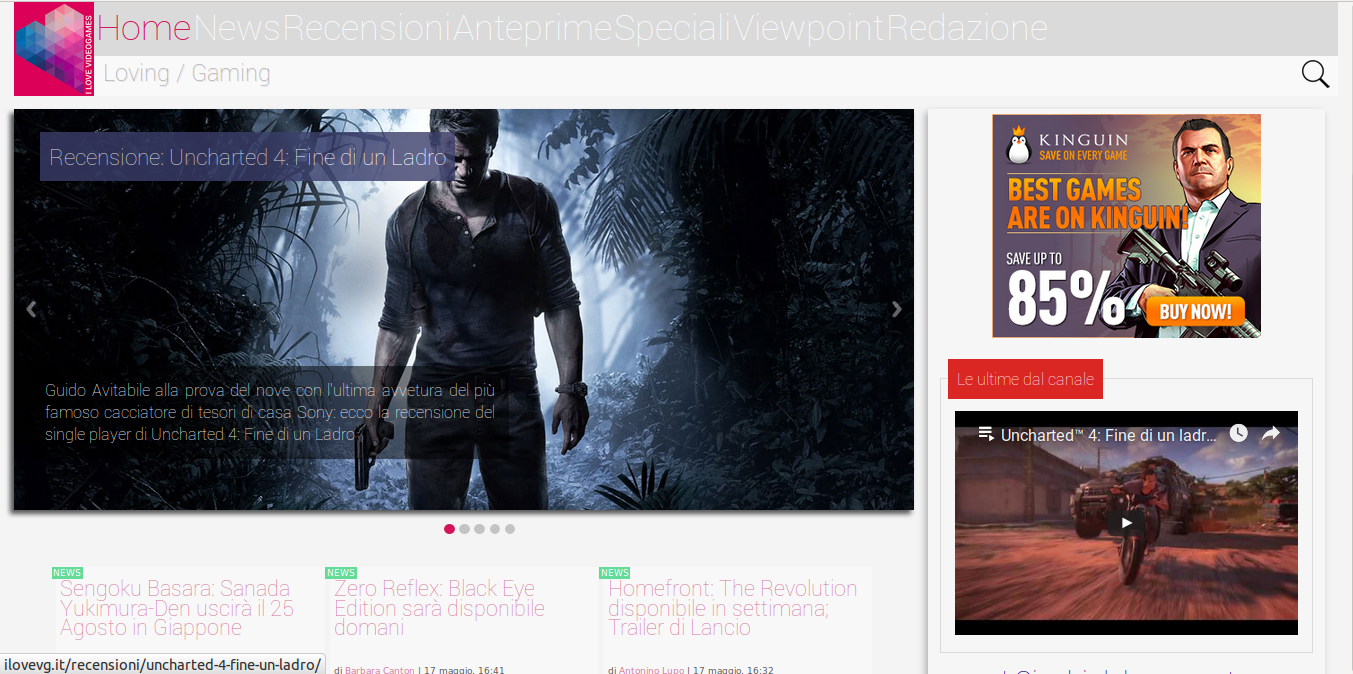 I LOVE VIDEOGAMES
Home News Recensioni Anteprime Speciali Viewpoint Redazione
Loving / Gaming
Recensione: Uncharted 4: Fine di un Ladro
Guido Avitabile alla prova del nove con l'ultima avvetura del più
famoso cacciatore di tesori di casa Sony: ecco la recensione del
single player di Uncharted 4: Fine di un Ladro
KINGUIN
SAVE ON EVERY GAME
BEST GAMES
ARE ON KINGUIN!
SAVE UP TO
85%
BUY NOW!
Le ultime dal canale
Uncharted™ 4: Fine di un ladr...
NEWS
Sengoku Basara: Sanada
Yukimura-Den uscirà il 25
Agosto in Giappone
NEWS
Zero Reflex: Black Eye
Edition sarà disponibile
domani
di Barbara Canton | 17 maggio, 16:41
NEWS
Homefront: The Revolution
disponibile in settimana;
Trailer di Lancio
di Antonino Lupo | 17 maggio, 16:32
ilovevg.it/recensioni/uncharted-4-fine-un-ladro/